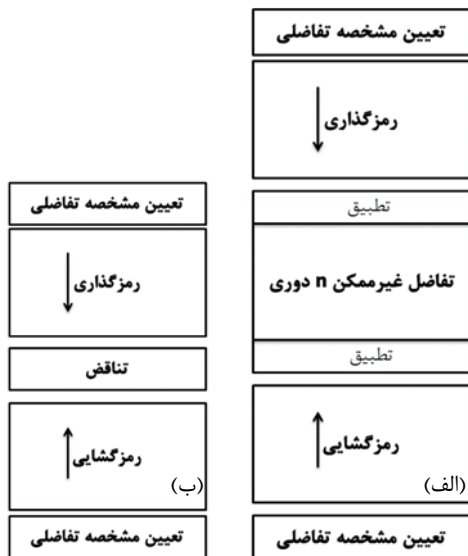 تعیین مشخصه تفاضلی
رمزگذاری
تطبیق
تفاضل غیرممکن n دوری
تطبیق
رمزگشایی
(الف)
تعیین مشخصه تفاضلی
تعیین مشخصه تفاضلی
رمزگذاری
تناقض
رمزگشایی
(ب)
تعیین مشخصه تفاضلی